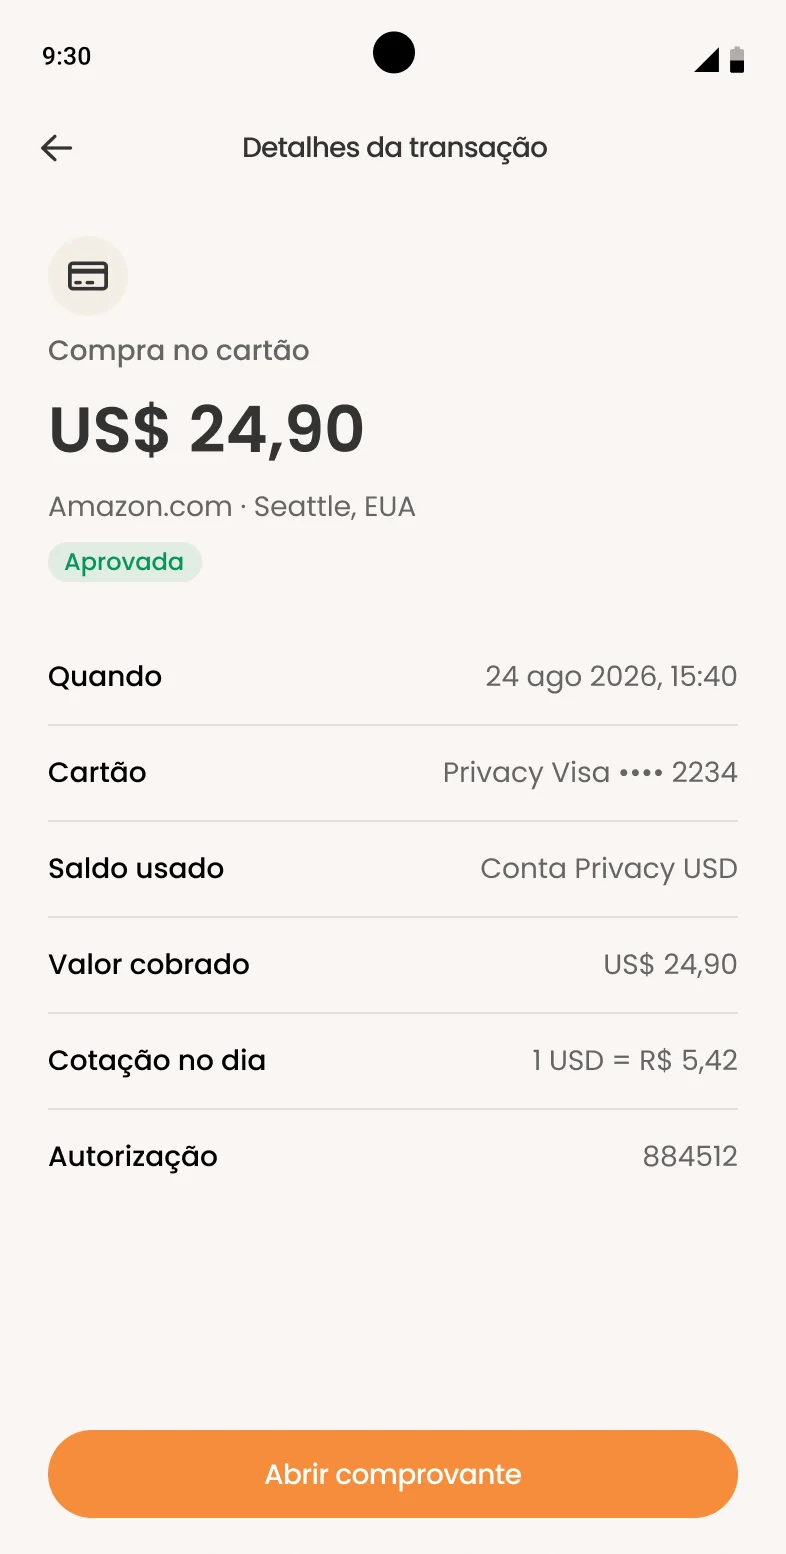 9:30
Detalhes da transação
Compra no cartão
US$ 24,90
Amazon.com · Seattle, EUA
Aprovada
Quando 24 ago 2026, 15:40
Cartão Privacy Visa •••• 2234
Saldo usado Conta Privacy USD
Valor cobrado US$ 24,90
Cotação no dia 1 USD = R$ 5,42
Autorização 884512
Abrir comprovante